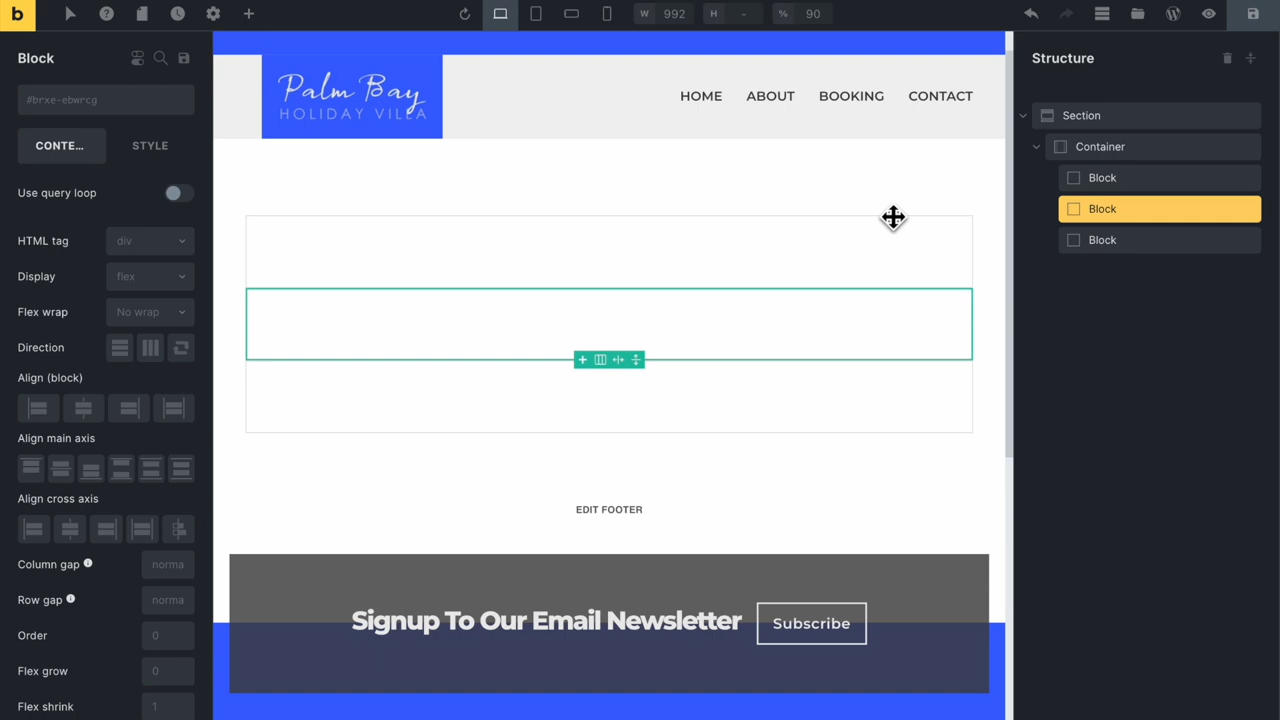 b
W 992 H - % 90
Block
#brxe-ebwrcg
CONTE...
STYLE
Use query loop
HTML tag
div
Display
flex
Flex wrap
No wrap
Direction
Align (block)
Align main axis
Align cross axis
Column gap
norma
Row gap
norma
Order
0
Flex grow
0
Flex shrink
1
Palm Bay
HOLIDAY VILLA
HOME ABOUT BOOKING CONTACT
EDIT FOOTER
Signup To Our Email Newsletter
Subscribe
Structure
Section
Container
Block
Block
Block